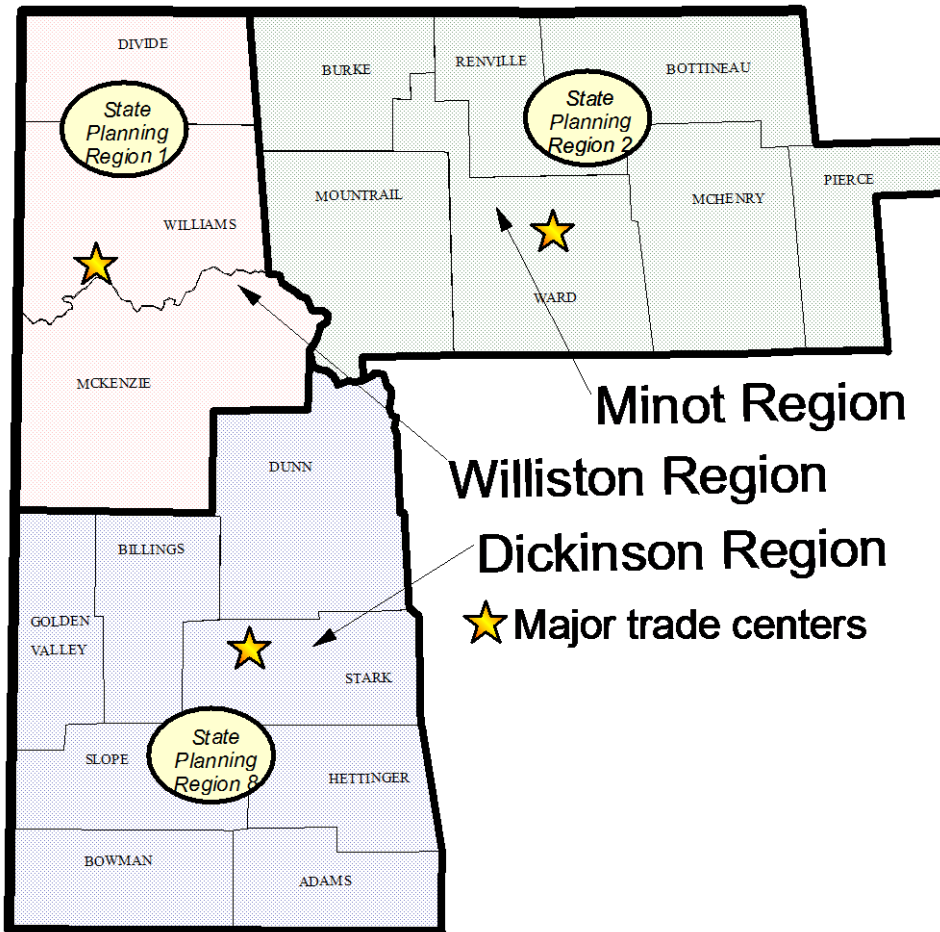 DIVIDE
BURKE
RENVILLE
BOTTINEAU
State
Planning
Region 1
State
Planning
Region 2
MOUNTRAIL
MCHENRY
PIERCE
WILLIAMS
WARD
MCKENZIE
Minot Region
DUNN
Williston Region
BILLINGS
Dickinson Region
GOLDEN
VALLEY
Major trade centers
STARK
State
Planning
Region 8
SLOPE
HETTINGER
BOWMAN
ADAMS